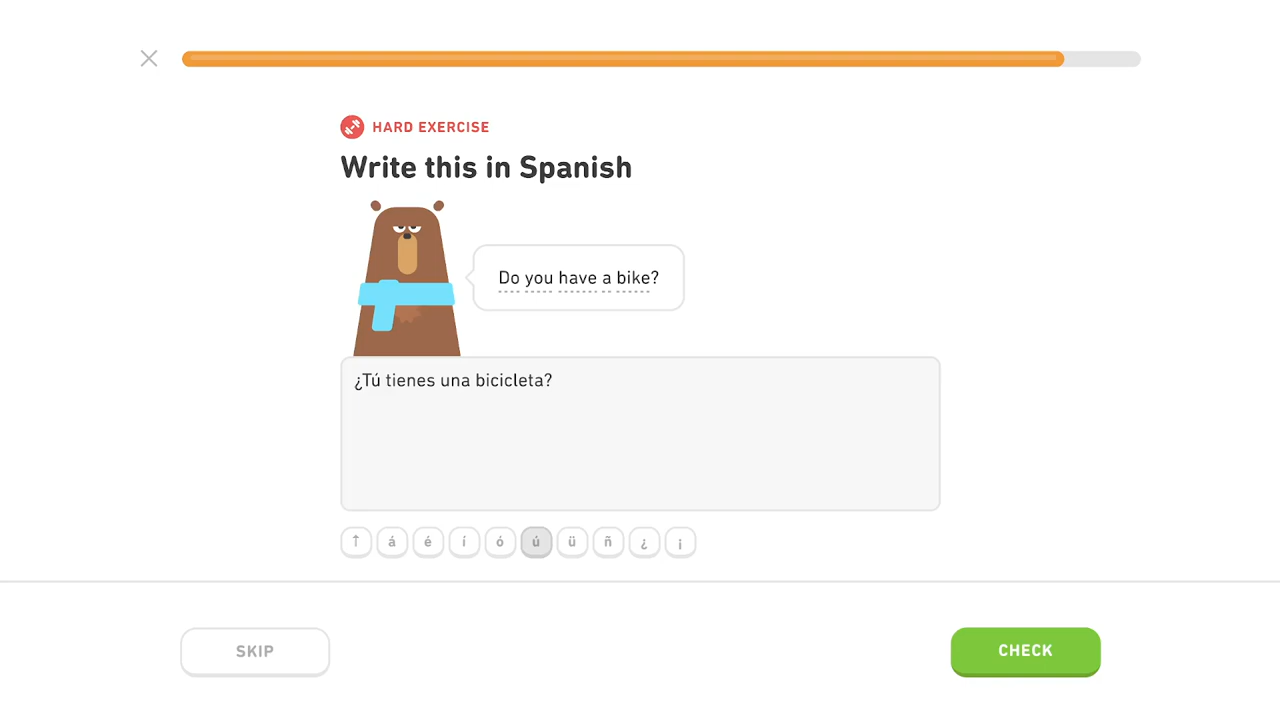 HARD EXERCISE
Write this in Spanish
Do you have a bike?
¿Tú tienes una bicicleta?
↑ á é í ó ú ü ñ ¿ ¡
SKIP
CHECK